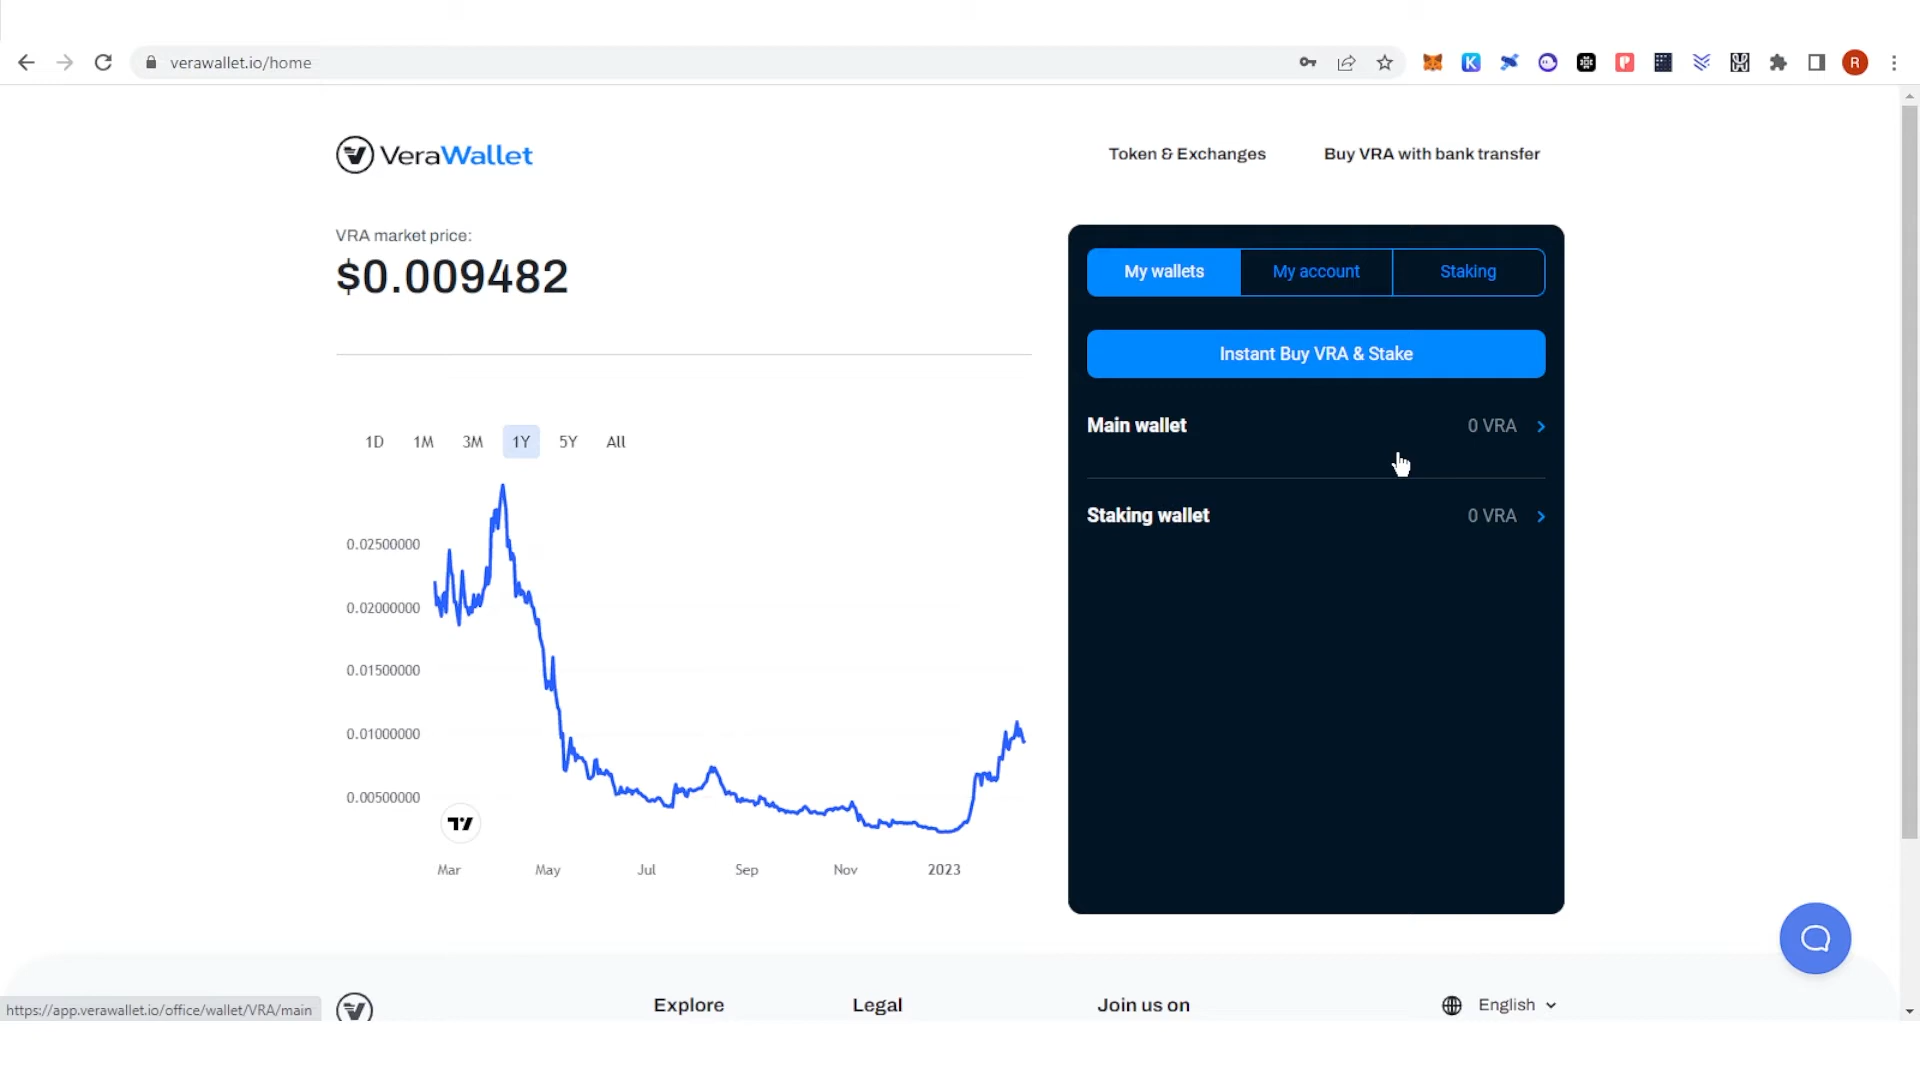 verawallet.io/home
R
VeraWallet
Token & Exchanges
Buy VRA with bank transfer
VRA market price:
$0.009482
My wallets
My account
Staking
Instant Buy VRA & Stake
Main wallet
0 VRA
Staking wallet
0 VRA
1D 1M 3M 1Y 5Y All
0.02500000
0.02000000
0.01500000
0.01000000
0.00500000
Mar May Jul Sep Nov 2023
Explore
Legal
Join us on
English
https://app.verawallet.io/office/wallet/VRA/main